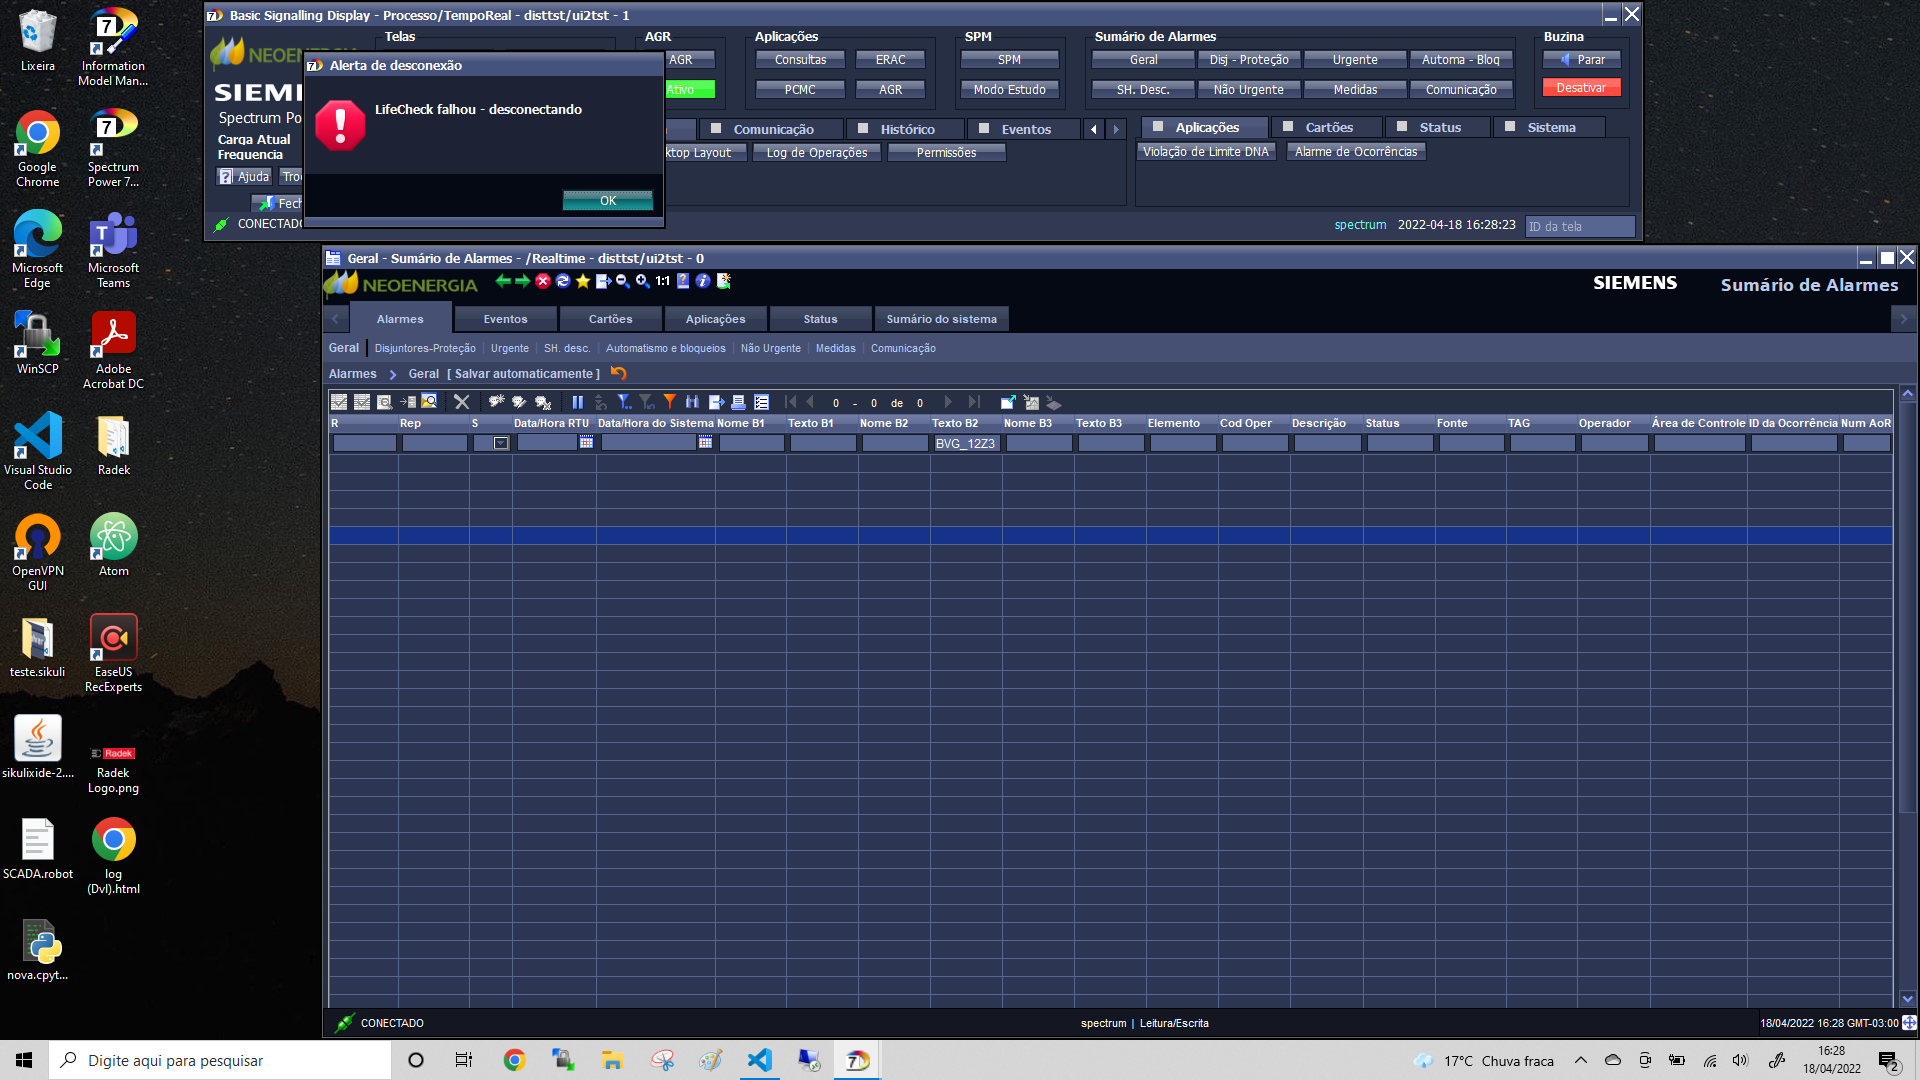 Lixeira
Information
Model Man...
Google
Chrome
Spectrum
Power 7...
Microsoft
Edge
Microsoft
Teams
WinSCP
Adobe
Acrobat DC
Visual Studio
Code
Radek
OpenVPN
GUI
Atom
teste.sikuli
EaseUS
RecExperts
sikulixide-2....
Radek
Radek
Logo.png
SCADA.robot
log
(Dvl).html
nova.cpyt...
Basic Signalling Display - Processo/TempoReal - disttst/ui2tst - 1
Telas
AGR
Aplicações
SPM
Sumário de Alarmes
Buzina
AGR
Consultas
ERAC
SPM
Geral
Disj - Proteção
Urgente
Automa - Bloq
Parar
Ativo
PCMC
AGR
Modo Estudo
SH. Desc.
Não Urgente
Medidas
Comunicação
Desativar
SIEM
Spectrum Po
Carga Atual
Frequencia
Ajuda
Troc
Fech
CONECTADO
Alerta de desconexão
LifeCheck falhou - desconectando
OK
Comunicação
Histórico
Eventos
ktop Layout
Log de Operações
Permissões
Aplicações
Cartões
Status
Sistema
Violação de Limite DNA
Alarme de Ocorrências
spectrum
2022-04-18 16:28:23
ID da tela
Geral - Sumário de Alarmes - /Realtime - disttst/ui2tst - 0
NEOENERGIA
1:1
SIEMENS
Sumário de Alarmes
Alarmes
Eventos
Cartões
Aplicações
Status
Sumário do sistema
Geral
Disjuntores-Proteção
Urgente
SH. desc.
Automatismo e bloqueios
Não Urgente
Medidas
Comunicação
Alarmes
Geral
[ Salvar automaticamente ]
0 - 0 de 0
R Rep S Data/Hora RTU Data/Hora do Sistema Nome B1 Texto B1 Nome B2 Texto B2 Nome B3 Texto B3 Elemento Cod Oper Descrição Status Fonte TAG Operador Área de Controle ID da Ocorrência Num AoR
BVG_12Z3
CONECTADO
spectrum | Leitura/Escrita
18/04/2022 16:28 GMT-03:00
Digite aqui para pesquisar
17°C Chuva fraca
16:28
18/04/2022
2